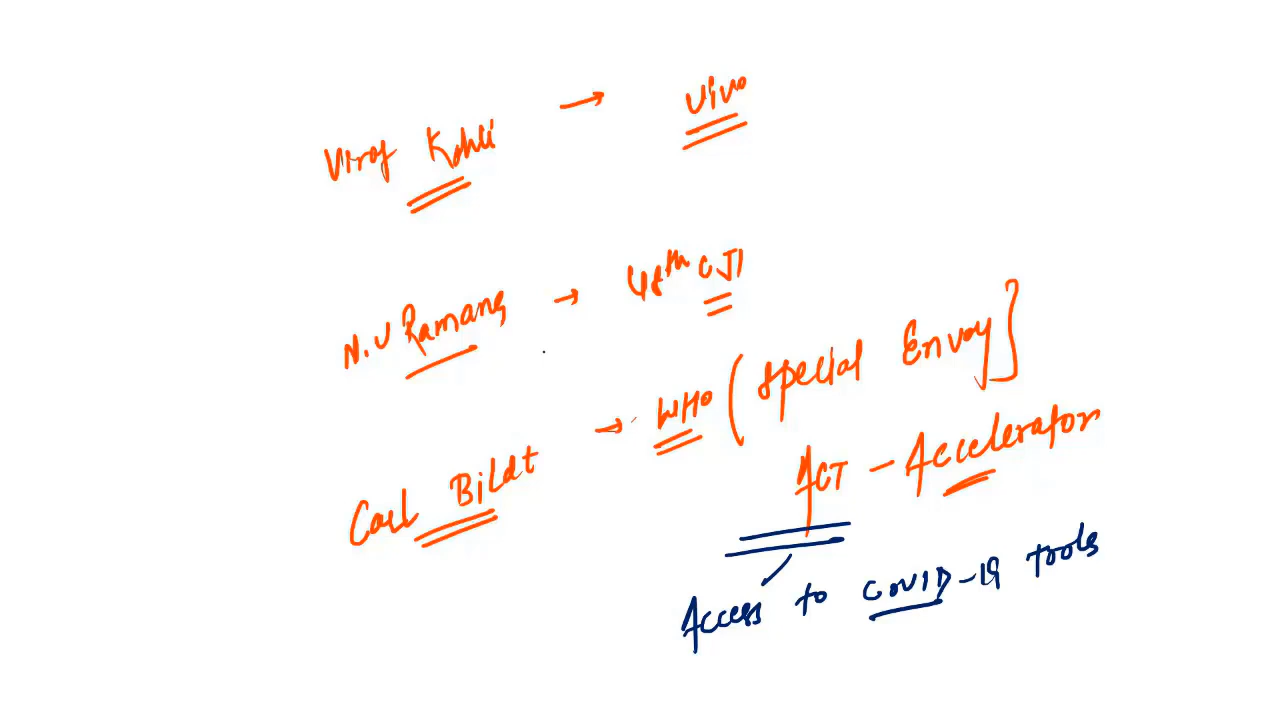 Virat Kohli → Vivo
N.V Ramana → 48th CJI
Carl Bildt → WHO (Special Envoy]
ACT - Accelerator
Access to COVID-19 tools